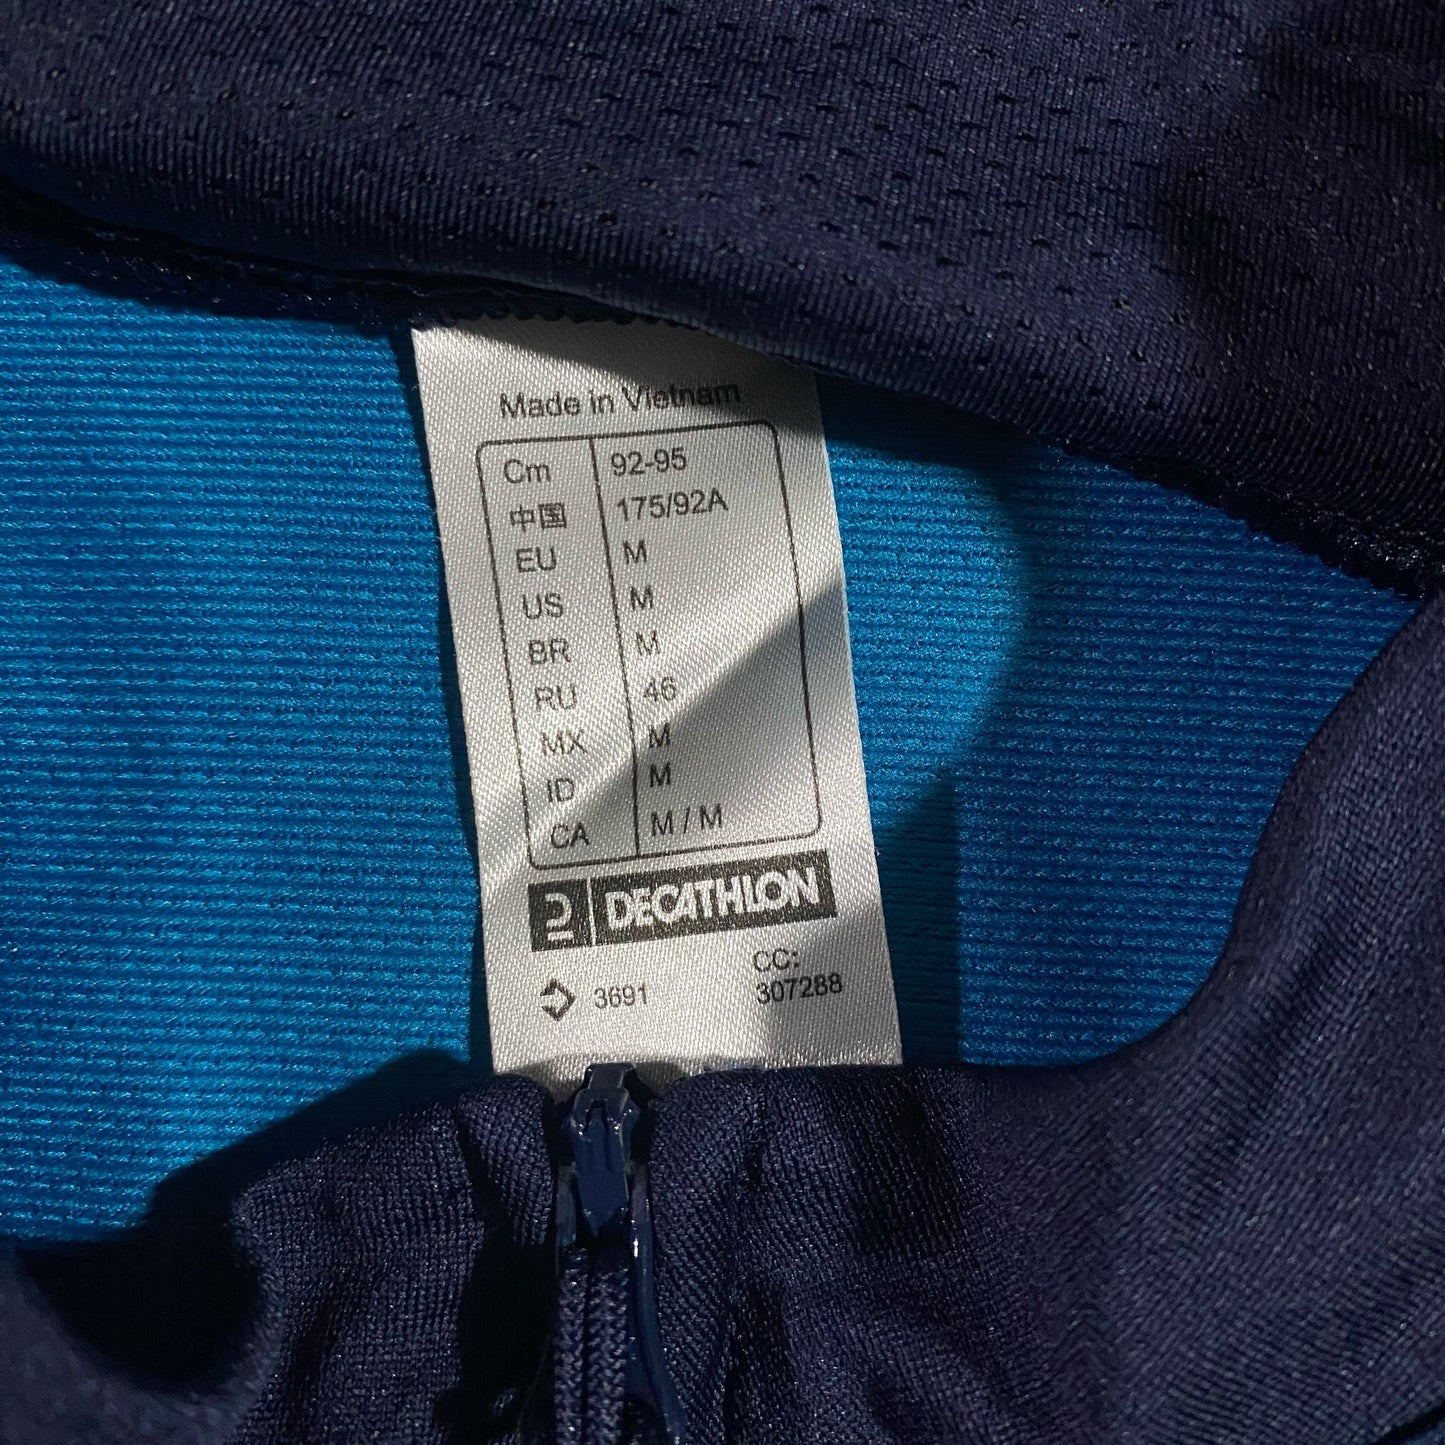 Made in Vietnam
Cm 92-95
中国 175/92A
EU M
US M
BR M
RU 46
MX M
ID M
CA M / M
DECATHLON
3691
CC:
307288